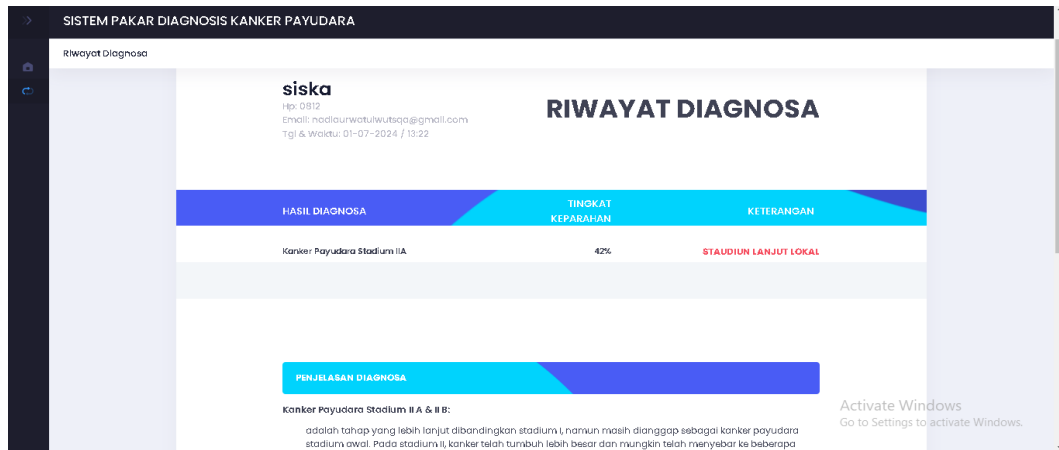 SISTEM PAKAR DIAGNOSIS KANKER PAYUDARA
Riwayat Diagnosa
siska
Hp: 0812
Email: nadiaurwatulwutsqa@gmail.com
Tgl & Waktu: 01-07-2024 / 13:22
RIWAYAT DIAGNOSA
HASIL DIAGNOSA
TINGKAT
KEPARAHAN
KETERANGAN
Kanker Payudara Stadium IIA
42%
STAUDIUN LANJUT LOKAL
PENJELASAN DIAGNOSA
Kanker Payudara Stadium II A & II B:
adalah tahap yang lebih lanjut dibandingkan stadium I, namun masih dianggap sebagai kanker payudara
stadium awal. Pada stadium II, kanker telah tumbuh lebih besar dan mungkin telah menyebar ke beberapa
Activate Windows
Go to Settings to activate Windows.